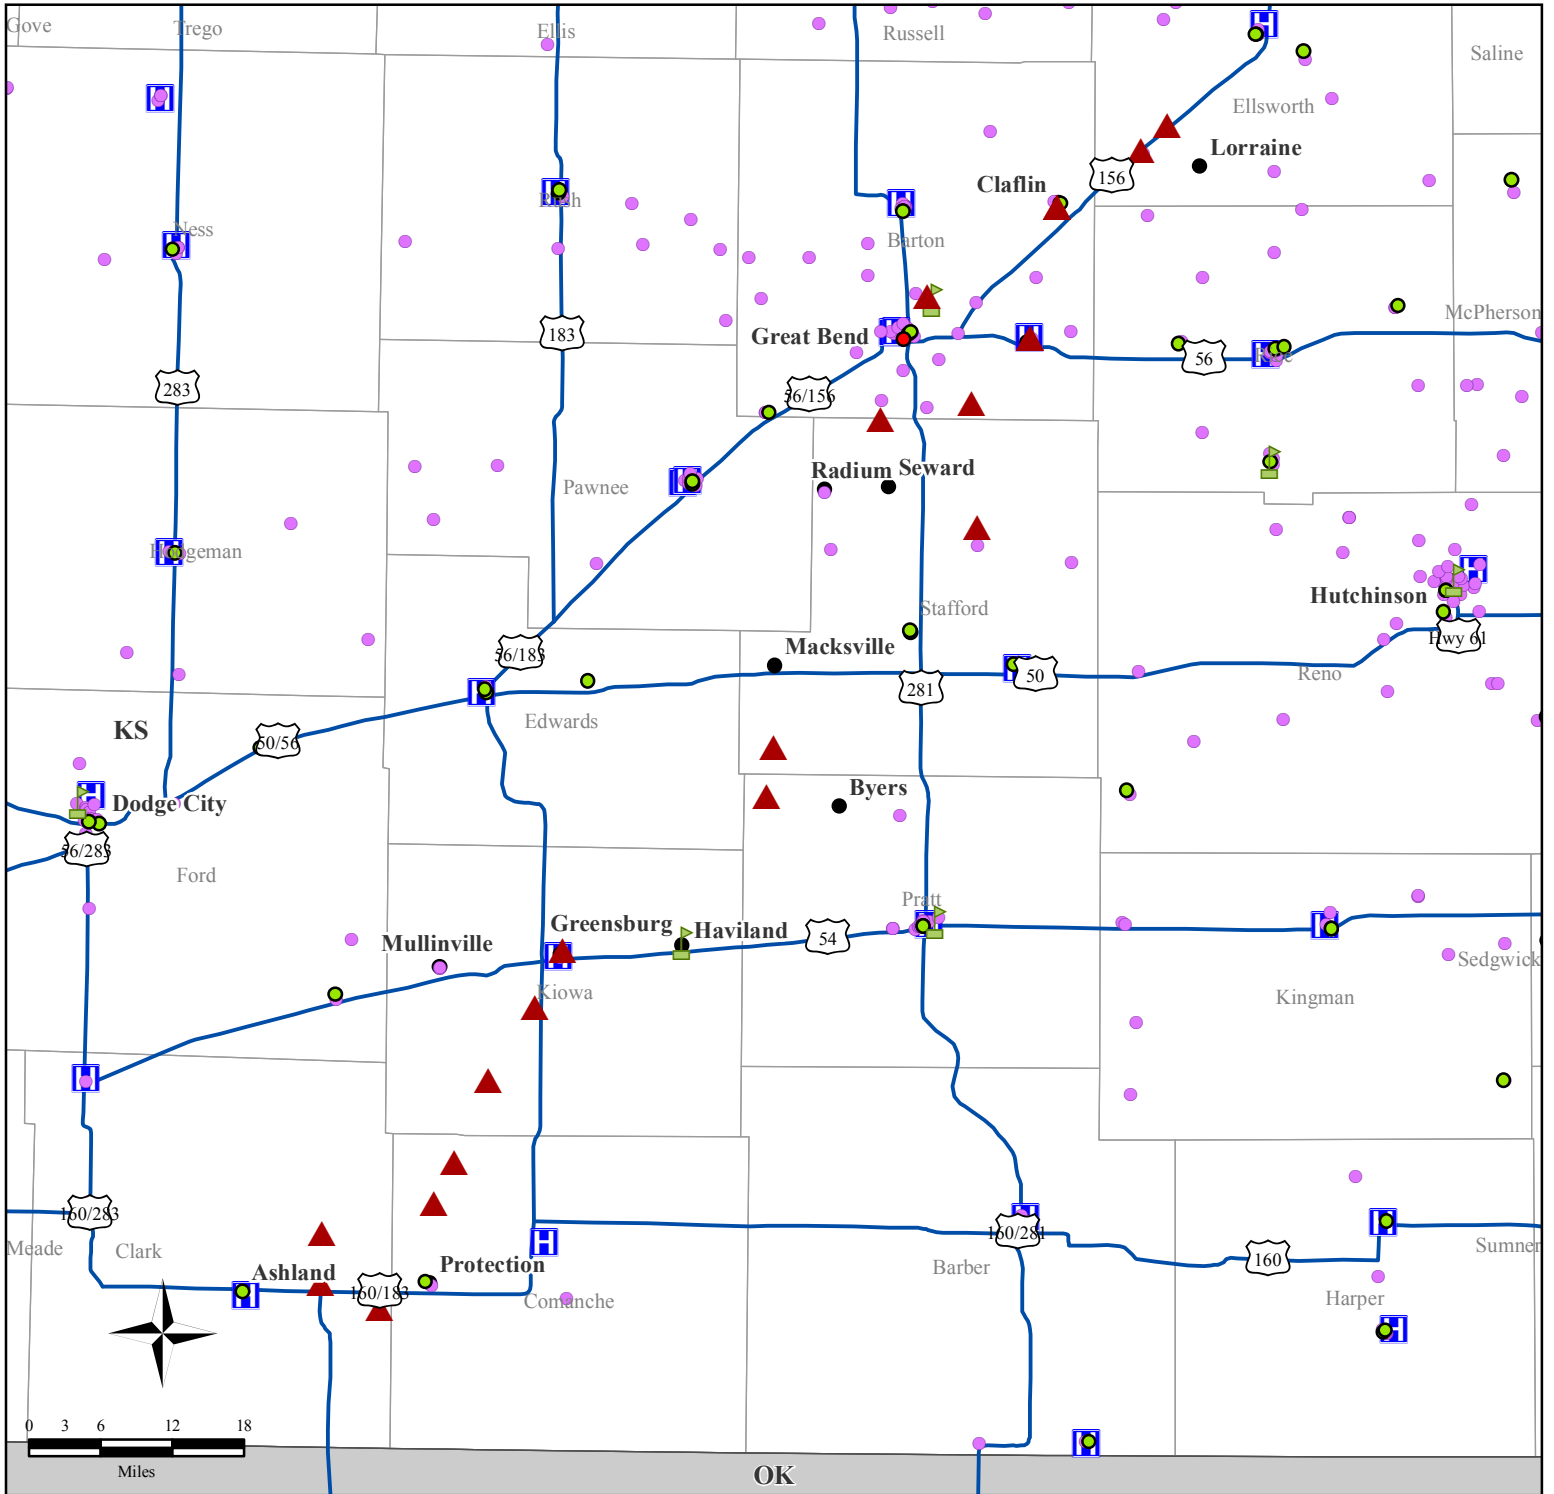 Gove
Trego
Ellis
Russell
Saline
Ellsworth
Lorraine
156
Claflin
Rush
Ness
Barton
McPherson
183
Great Bend
56
Rice
283
56/156
Radium
Seward
Pawnee
Hodgeman
Hutchinson
Stafford
Hwy 61
Macksville
56/183
50
Reno
281
Edwards
KS
50/56
Byers
Dodge City
56/283
Ford
Pratt
Greensburg
Haviland
54
Mullinville
Sedgwick
Kiowa
Kingman
160/283
160/281
Meade
Clark
Sumner
Protection
160
Barber
Ashland
160/183
Comanche
Harper
0 3 6 12 18
Miles
OK